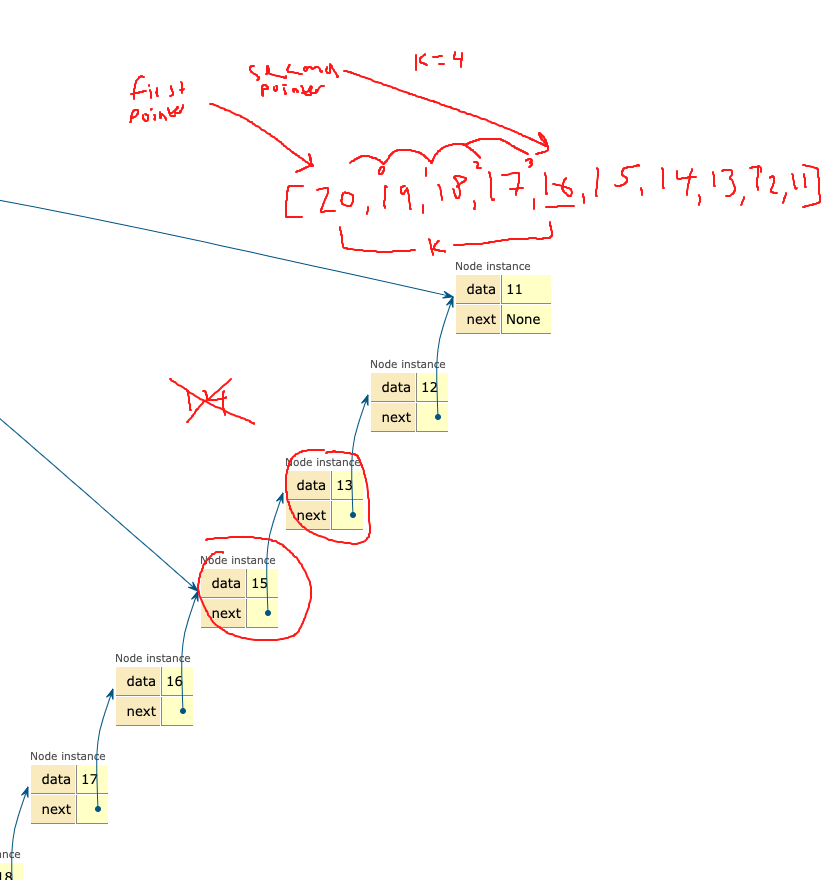 K=4
second
pointer
first
pointer
0 1 2 3
[20,19,18,17,16,15,14,13,12,11]
K
Node instance
data 11
next None
Node instance
data 12
next
14
Node instance
data 13
next
Node instance
data 15
next
Node instance
data 16
next
Node instance
data 17
next
nce
18